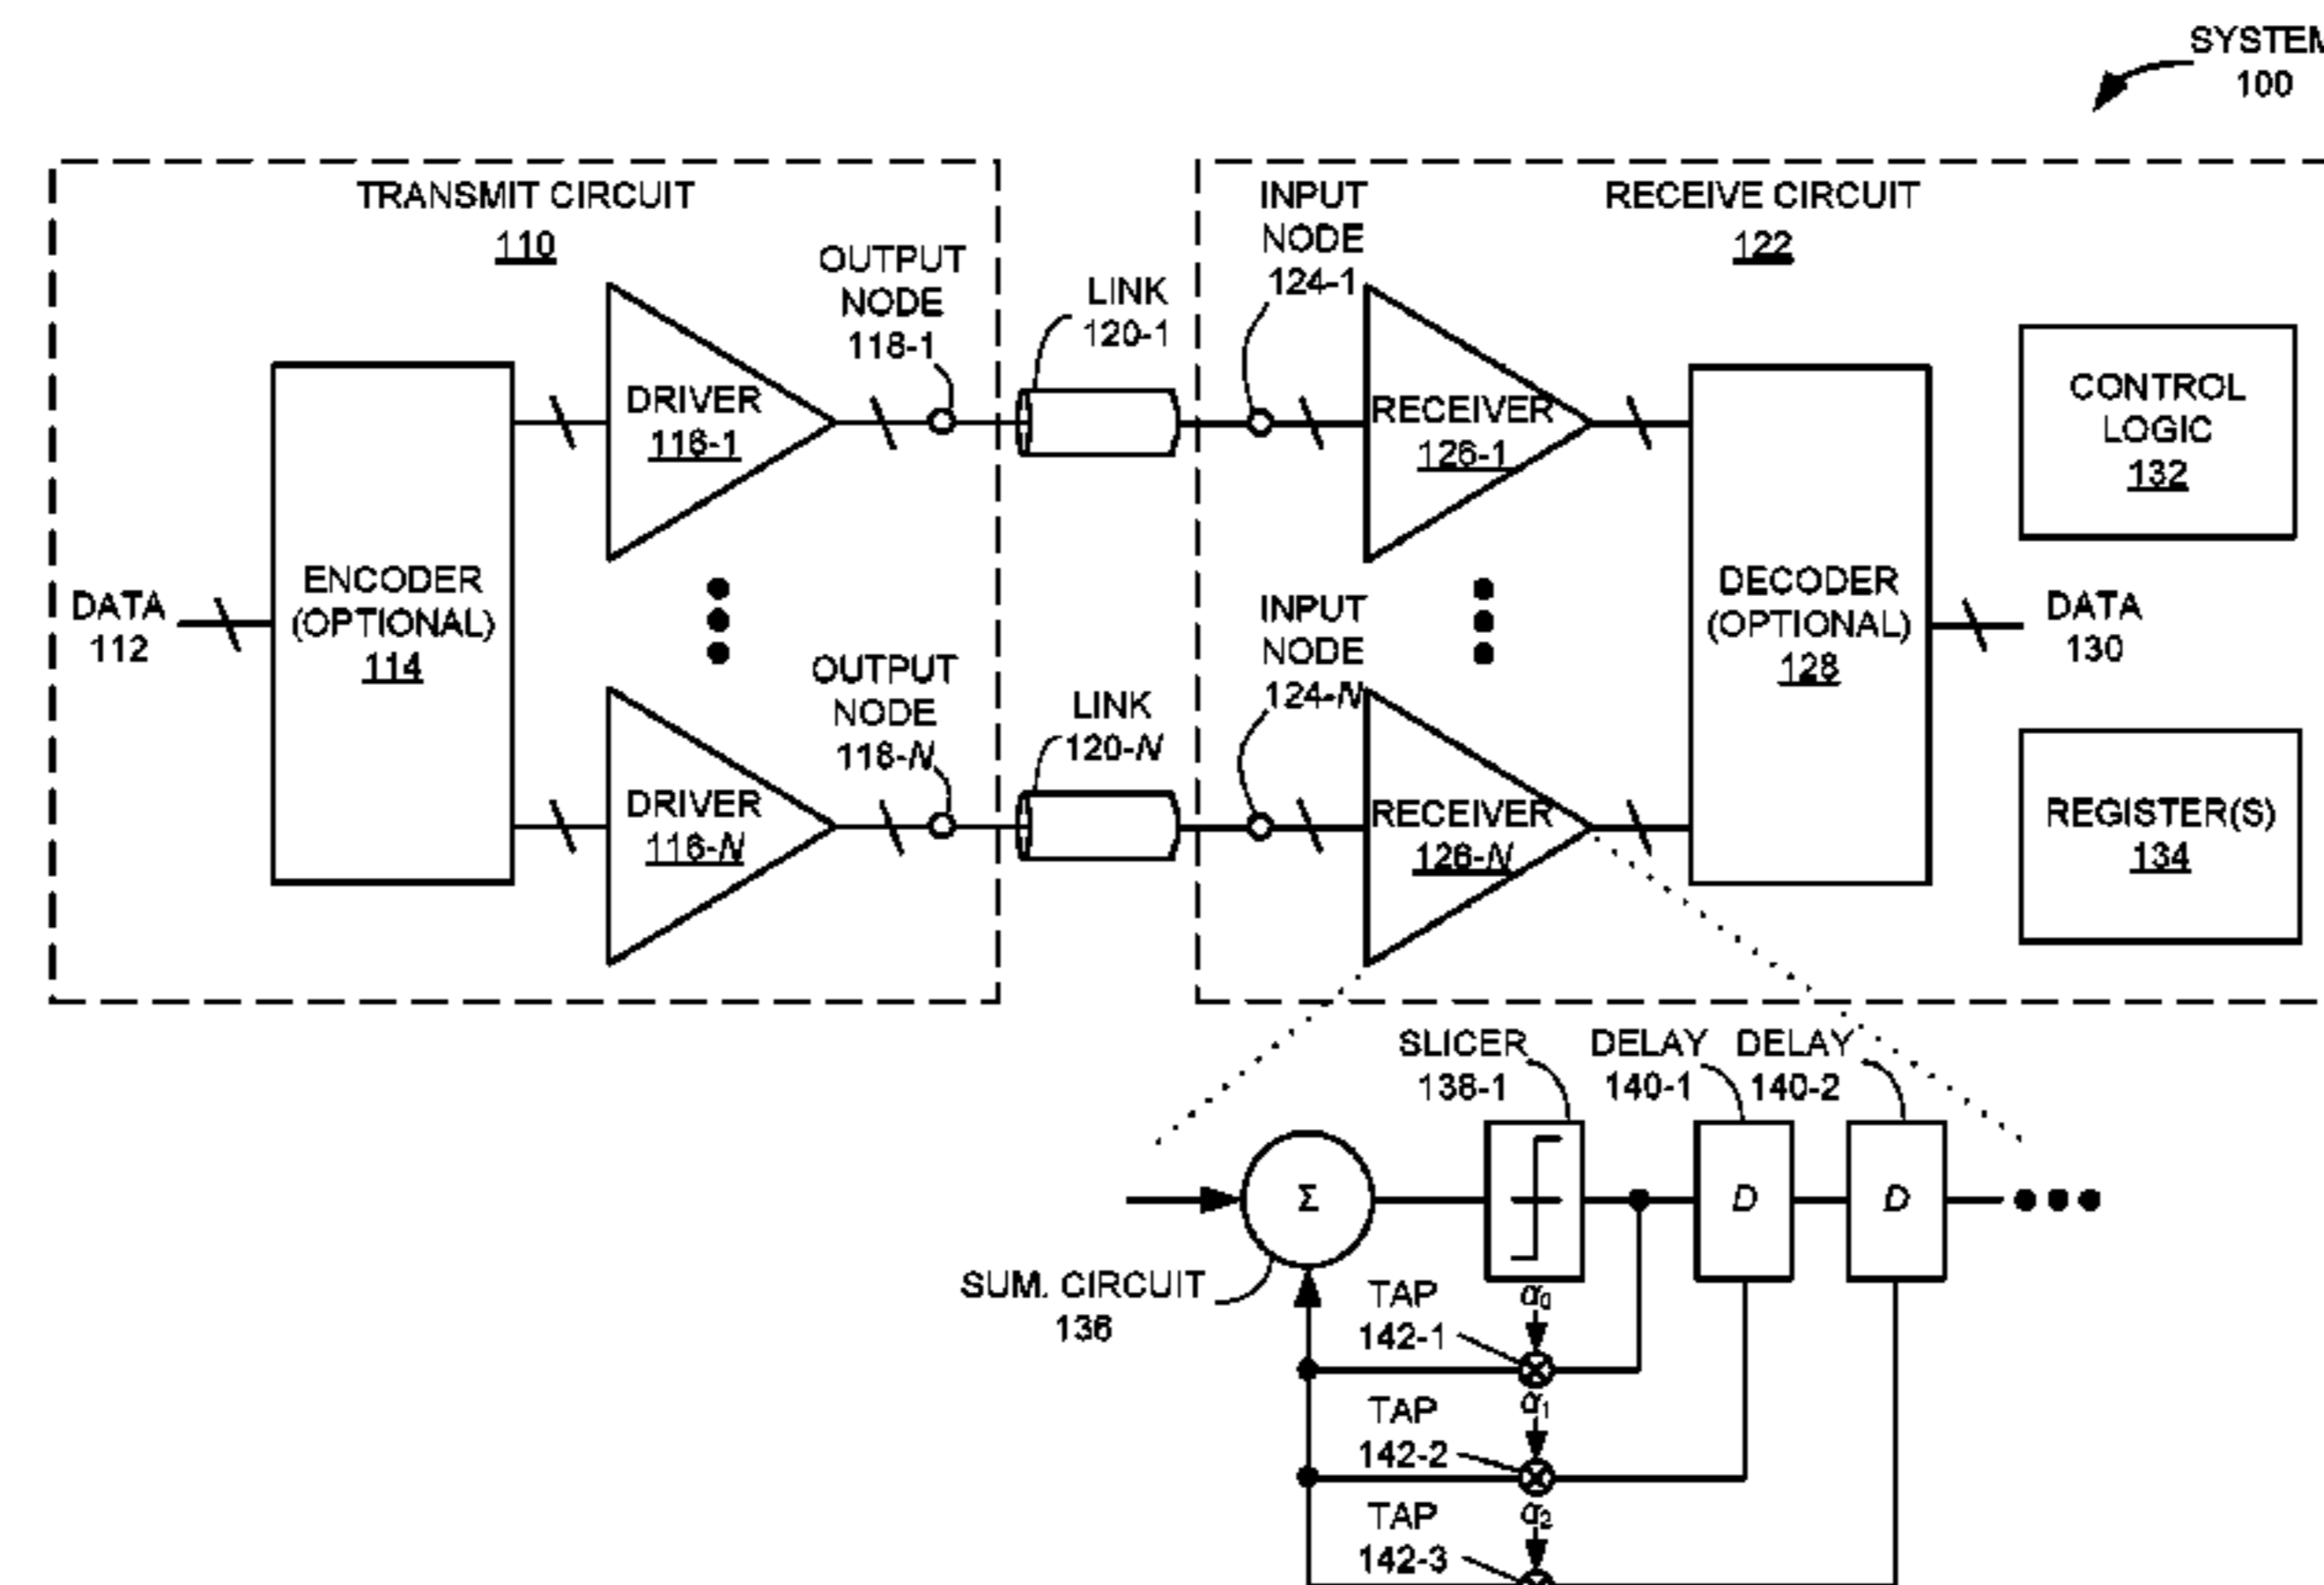 SYSTEM
100
TRANSMIT CIRCUIT
110
OUTPUT
NODE
118-1
LINK
120-1
INPUT
NODE
124-1
RECEIVE CIRCUIT
122
DRIVER
116-1
RECEIVER
126-1
CONTROL
LOGIC
132
DATA
112
ENCODER
(OPTIONAL)
114
DECODER
(OPTIONAL)
128
DATA
130
OUTPUT
NODE
118-N
LINK
120-N
INPUT
NODE
124-N
DRIVER
116-N
RECEIVER
126-N
REGISTER(S)
134
SLICER
138-1
DELAY
140-1
DELAY
140-2
Σ
D
D
SUM. CIRCUIT
136
TAP
142-1
α0
TAP
142-2
α1
TAP
142-3
α2